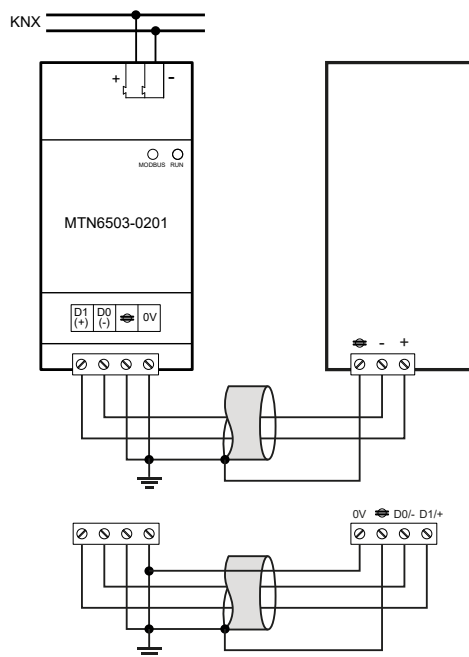 KNX
+ -
MODBUS RUN
MTN6503-0201
D1 (+) D0 (-) 0V
- +
0V D0/- D1/+